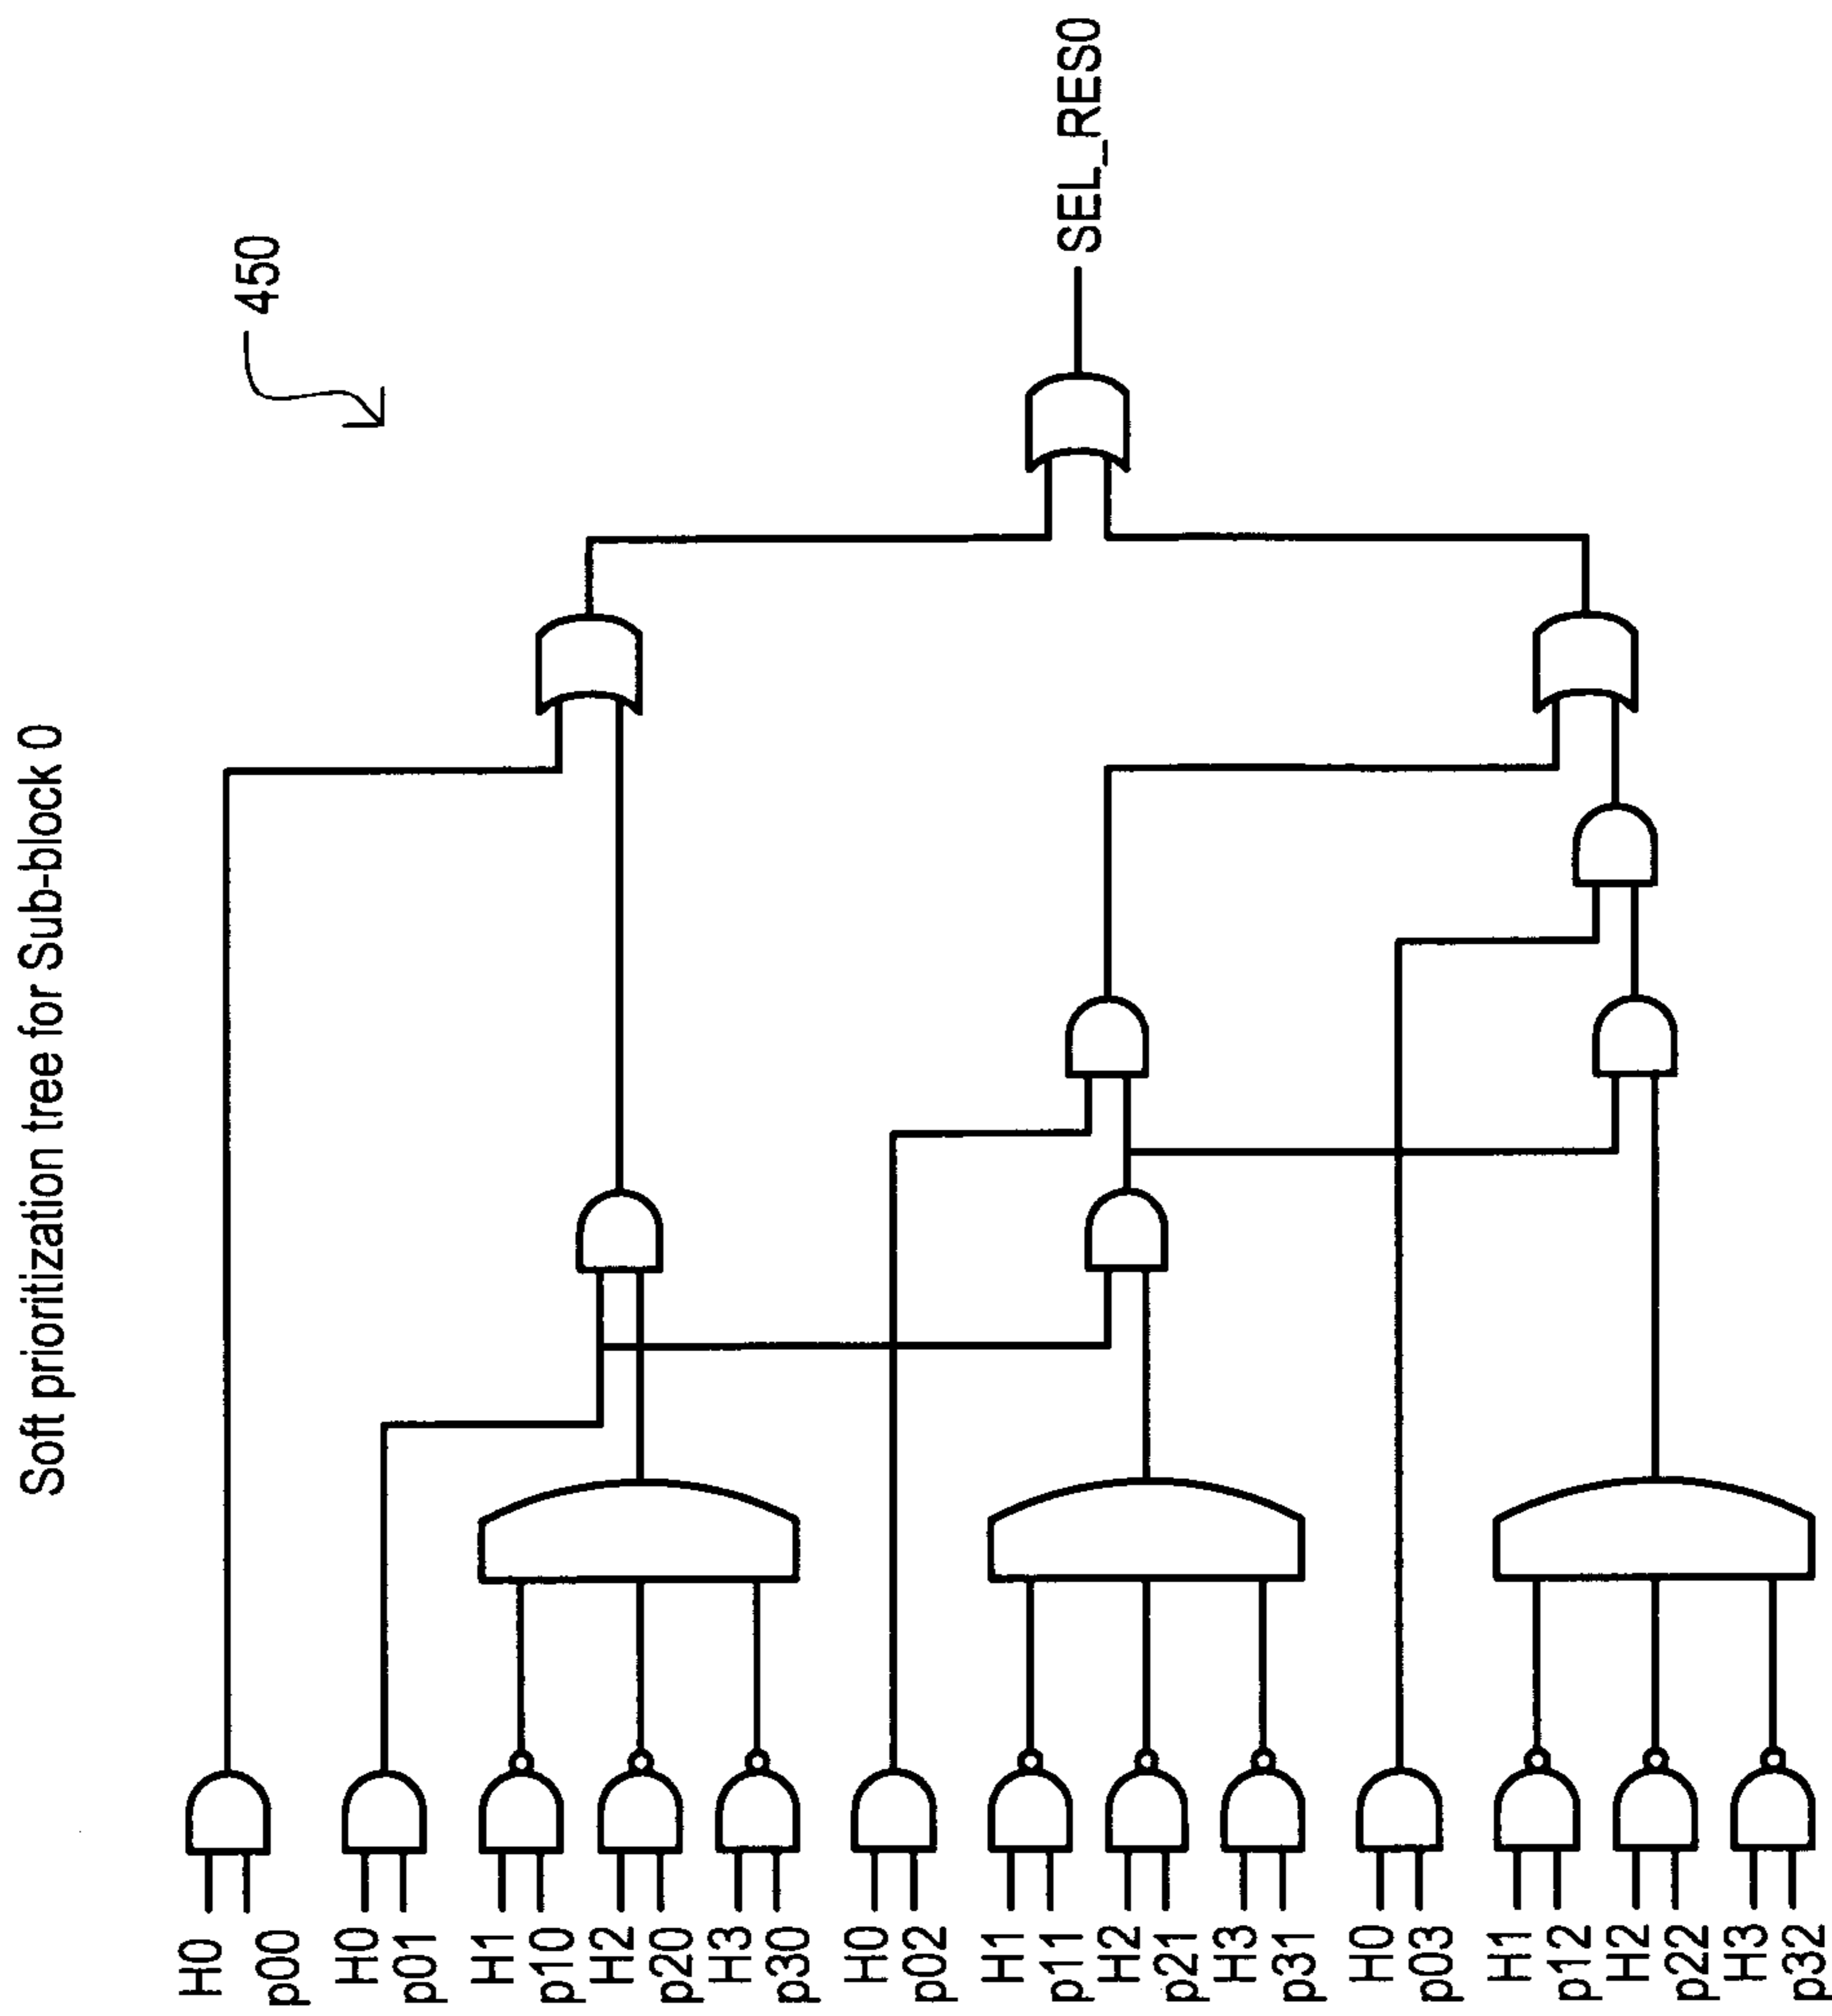 Soft prioritization tree for Sub-block 0
450
H0
p00
H0
p01
H1
p10
H2
p20
H3
p30
H0
p02
H1
p11
H2
p21
H3
p31
H0
p03
H1
p12
H2
p22
H3
p32
SEL_RES0